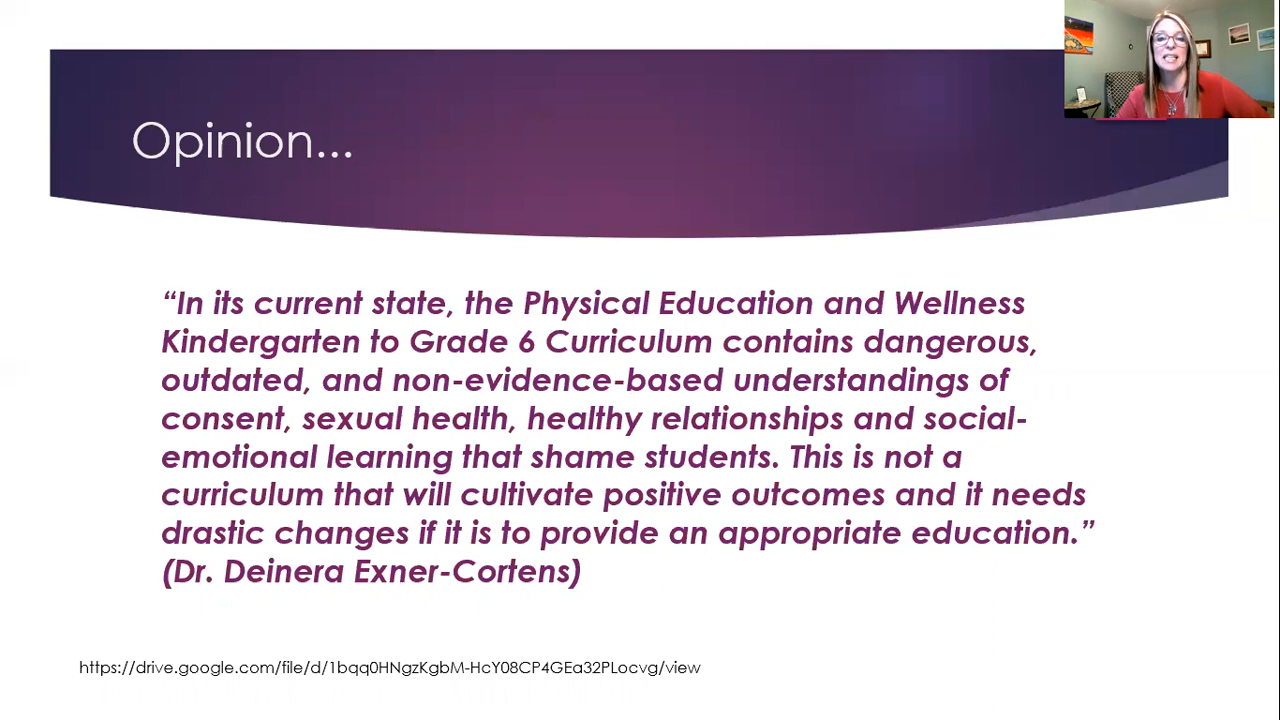 Opinion...
“In its current state, the Physical Education and Wellness
Kindergarten to Grade 6 Curriculum contains dangerous,
outdated, and non-evidence-based understandings of
consent, sexual health, healthy relationships and social-
emotional learning that shame students. This is not a
curriculum that will cultivate positive outcomes and it needs
drastic changes if it is to provide an appropriate education.”
(Dr. Deinera Exner-Cortens)
https://drive.google.com/file/d/1bqq0HNgzKgbM-HcY08CP4GEa32PLocvg/view